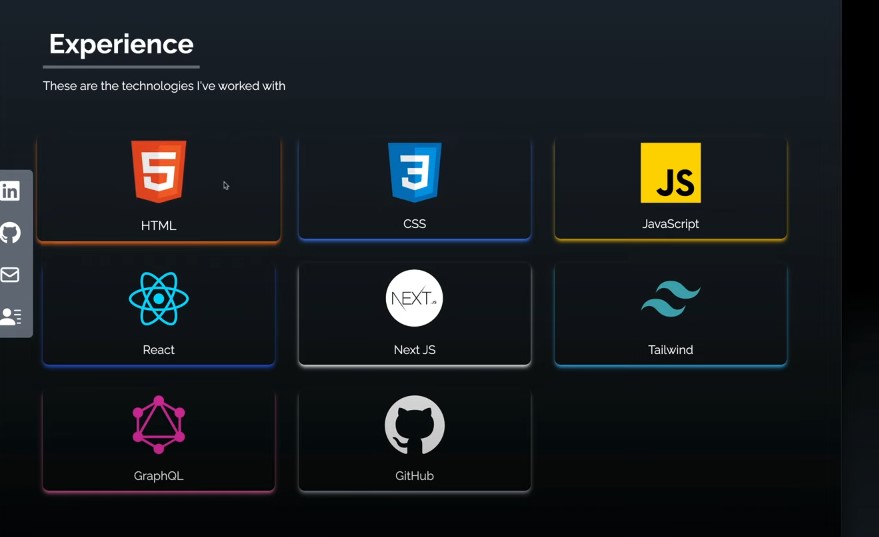 Experience
These are the technologies I've worked with
5
HTML
3
CSS
JS
JavaScript
in
React
NEXT.JS
Next JS
Tailwind
GraphQL
GitHub